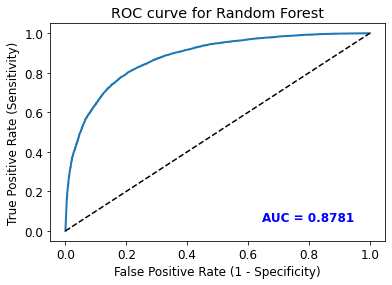 ROC curve for Random Forest
True Positive Rate (Sensitivity)
1.0
0.8
0.6
0.4
0.2
0.0
AUC = 0.8781
0.0 0.2 0.4 0.6 0.8 1.0
False Positive Rate (1 - Specificity)